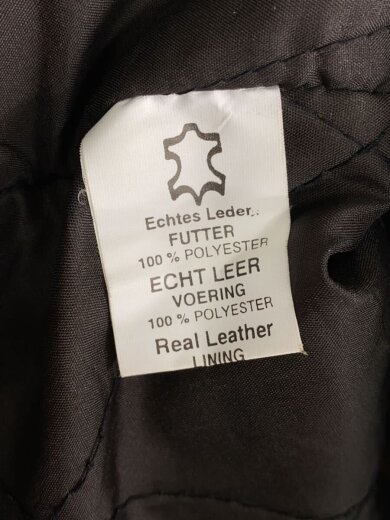 Echtes Leder
FUTTER
100 % POLYESTER
ECHT LEER
VOERING
100 % POLYESTER
Real Leather
LINING